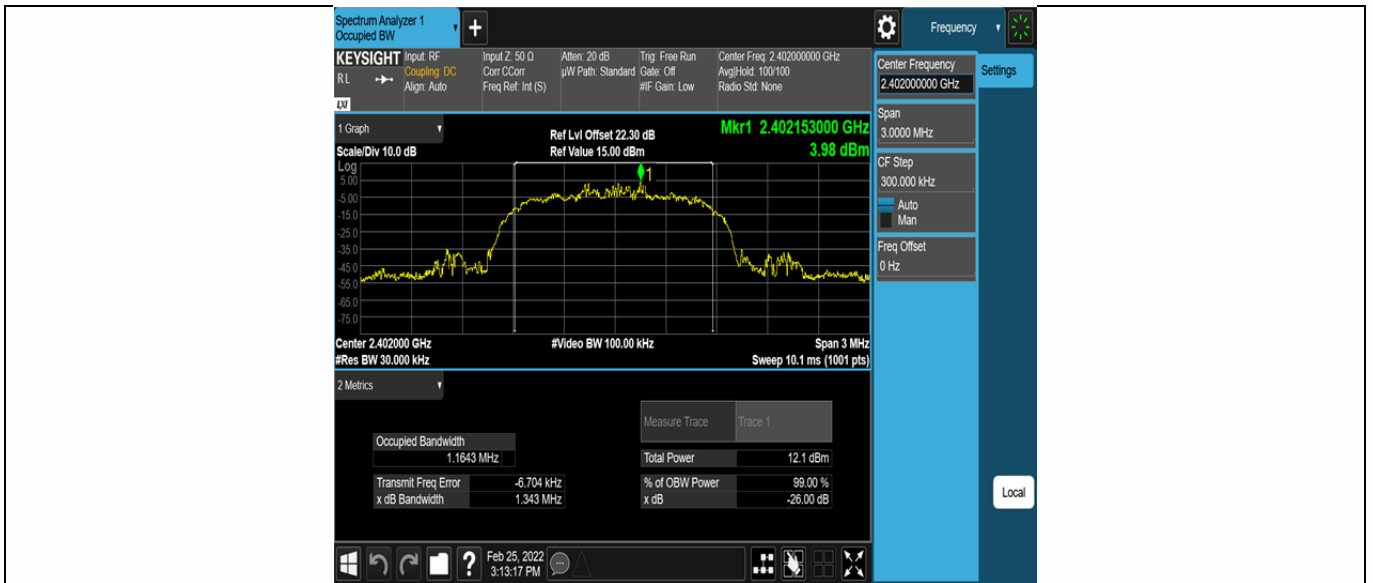 Spectrum Analyzer 1
Occupied BW
+
Frequency
KEYSIGHT
RL
LXI
Input: RF
Coupling: DC
Align: Auto
Input Z: 50 Ω
Corr CCorr
Freq Ref: Int (S)
Atten: 20 dB
µW Path: Standard
Trig: Free Run
Gate: Off
#IF Gain: Low
Center Freq: 2.402000000 GHz
Avg|Hold: 100/100
Radio Std: None
1 Graph
Scale/Div 10.0 dB
Ref Lvl Offset 22.30 dB
Ref Value 15.00 dBm
Mkr1 2.402153000 GHz
3.98 dBm
Log
5.00
-5.00
-15.0
-25.0
-35.0
-45.0
-55.0
-65.0
-75.0
1
Center 2.402000 GHz
#Video BW 100.00 kHz
Span 3 MHz
#Res BW 30.000 kHz
Sweep 10.1 ms (1001 pts)
2 Metrics
Measure Trace
Trace 1
Occupied Bandwidth
1.1643 MHz
Total Power 12.1 dBm
Transmit Freq Error -6.704 kHz
% of OBW Power 99.00 %
x dB Bandwidth 1.343 MHz
x dB -26.00 dB
Center Frequency
2.402000000 GHz
Settings
Span
3.0000 MHz
CF Step
300.000 kHz
Auto
Man
Freq Offset
0 Hz
Local
?
Feb 25, 2022
3:13:17 PM